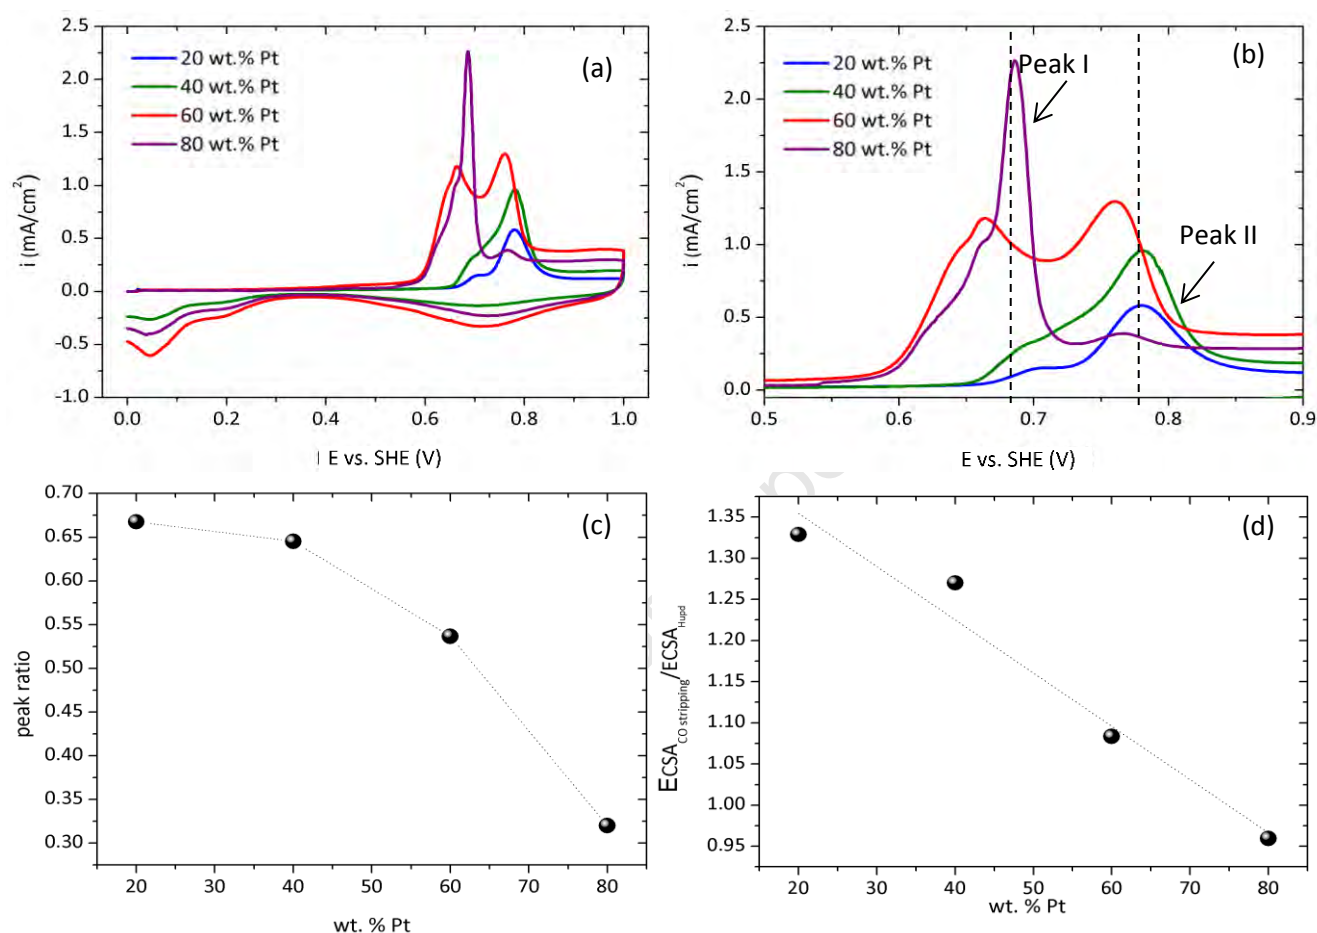 2.5
2.0
1.5
1.0
0.5
0.0
-0.5
-1.0
i (mA/cm²)
20 wt.% Pt
40 wt.% Pt
60 wt.% Pt
80 wt.% Pt
(a)
0.0 0.2 0.4 0.6 0.8 1.0
E vs. SHE (V)
2.5
2.0
1.5
1.0
0.5
0.0
i (mA/cm²)
20 wt.% Pt
40 wt.% Pt
60 wt.% Pt
80 wt.% Pt
Peak I
(b)
Peak II
0.5 0.6 0.7 0.8 0.9
E vs. SHE (V)
0.70
0.65
0.60
0.55
0.50
0.45
0.40
0.35
0.30
peak ratio
(c)
20 30 40 50 60 70 80
wt. % Pt
1.35
1.30
1.25
1.20
1.15
1.10
1.05
1.00
0.95
ECSA CO stripping/ECSA Hupd
(d)
20 30 40 50 60 70 80
wt. % Pt